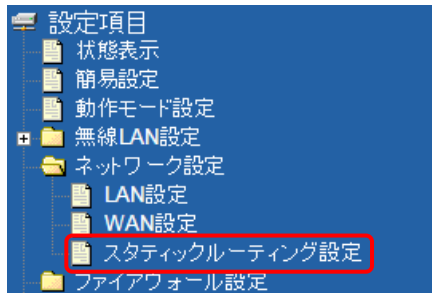 設定項目
状態表示
簡易設定
動作モード設定
無線LAN設定
ネットワーク設定
LAN設定
WAN設定
スタティックルーティング設定
ファイアウォール設定